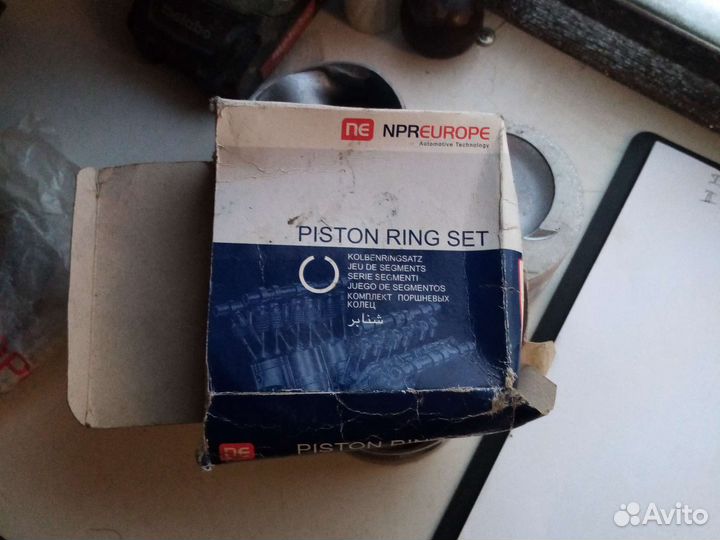 metabo
ne NPREUROPE
Automotive Technology
PISTON RING SET
KOLBENRINGSATZ
JEU DE SEGMENTS
SERIE SEGMENTI
JUEGO DE SEGMENTOS
КОМПЛЕКТ ПОРШНЕВЫХ
КОЛЕЦ
شنابر
ne PISTON RING
Avito